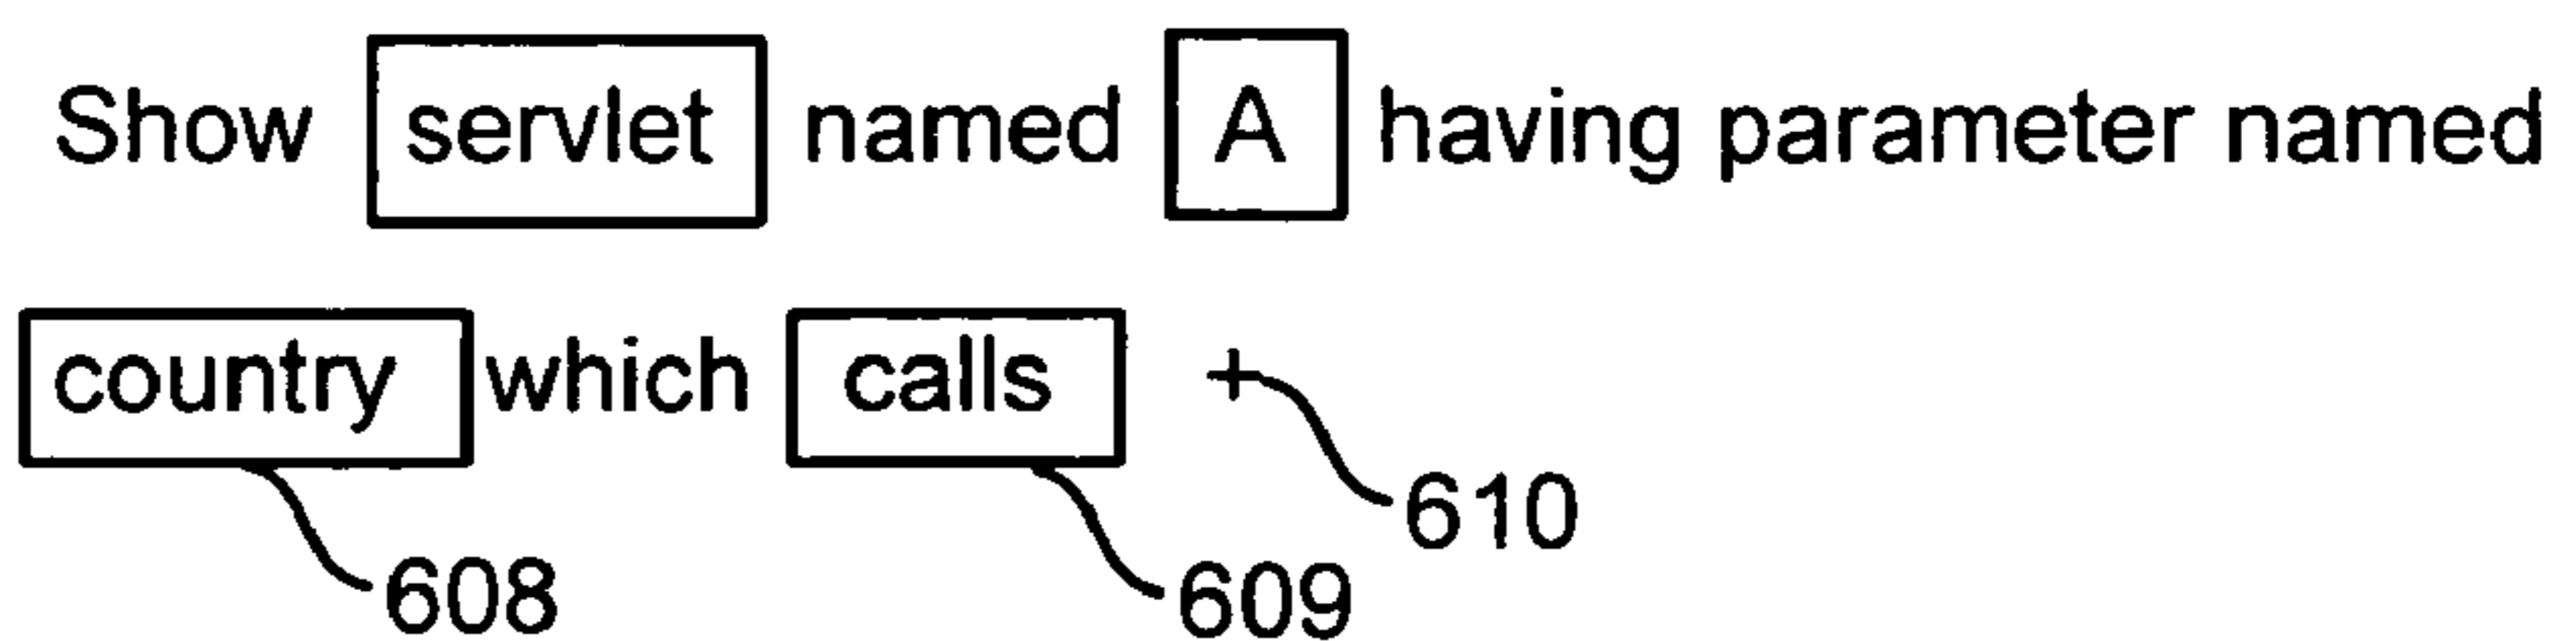 Show servlet named A having parameter named
country which calls +
610
608 609